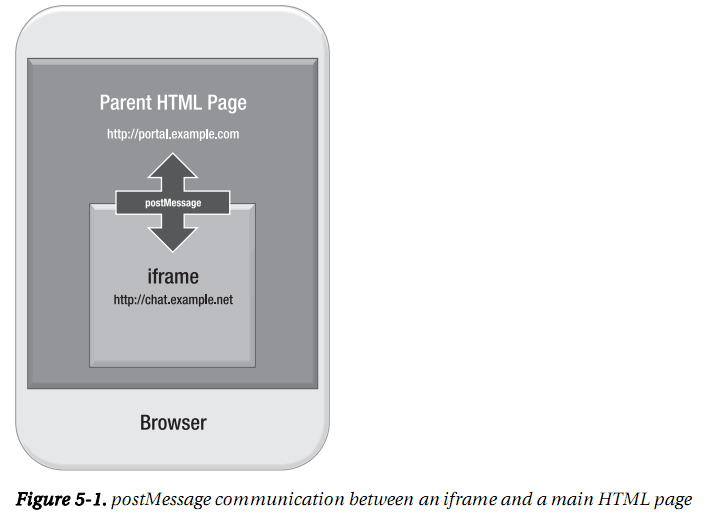 Parent HTML Page
http://portal.example.com
postMessage
iframe
http://chat.example.net
Browser
Figure 5-1. postMessage communication between an iframe and a main HTML page